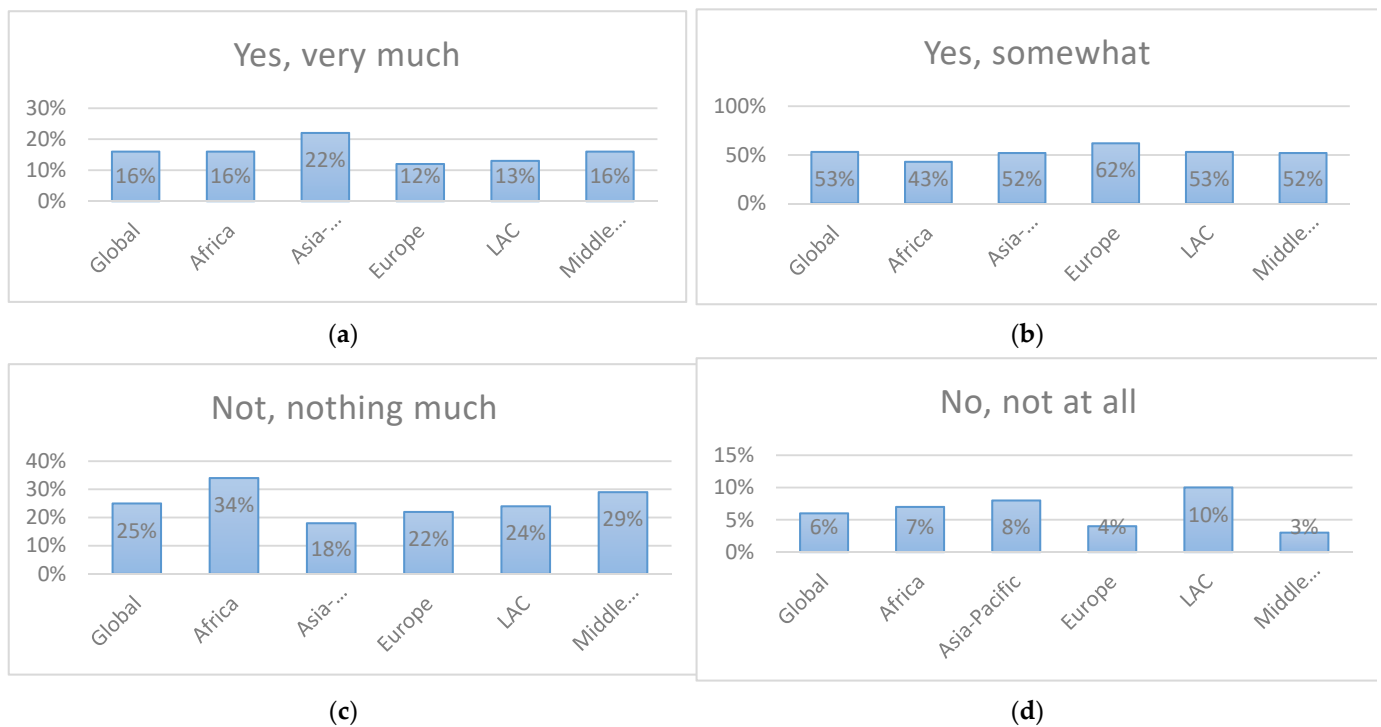 Yes, very much
30%
20%
10%
0%
16%
16%
22%
12%
13%
16%
Global
Africa
Asia-...
Europe
LAC
Middle...
(a)
Yes, somewhat
100%
50%
0%
53%
43%
52%
62%
53%
52%
Global
Africa
Asia-...
Europe
LAC
Middle...
(b)
Not, nothing much
40%
30%
20%
10%
0%
25%
34%
18%
22%
24%
29%
Global
Africa
Asia-...
Europe
LAC
Middle...
(c)
No, not at all
15%
10%
5%
0%
6%
7%
8%
4%
10%
3%
Global
Africa
Asia-Pacific
Europe
LAC
Middle...
(d)